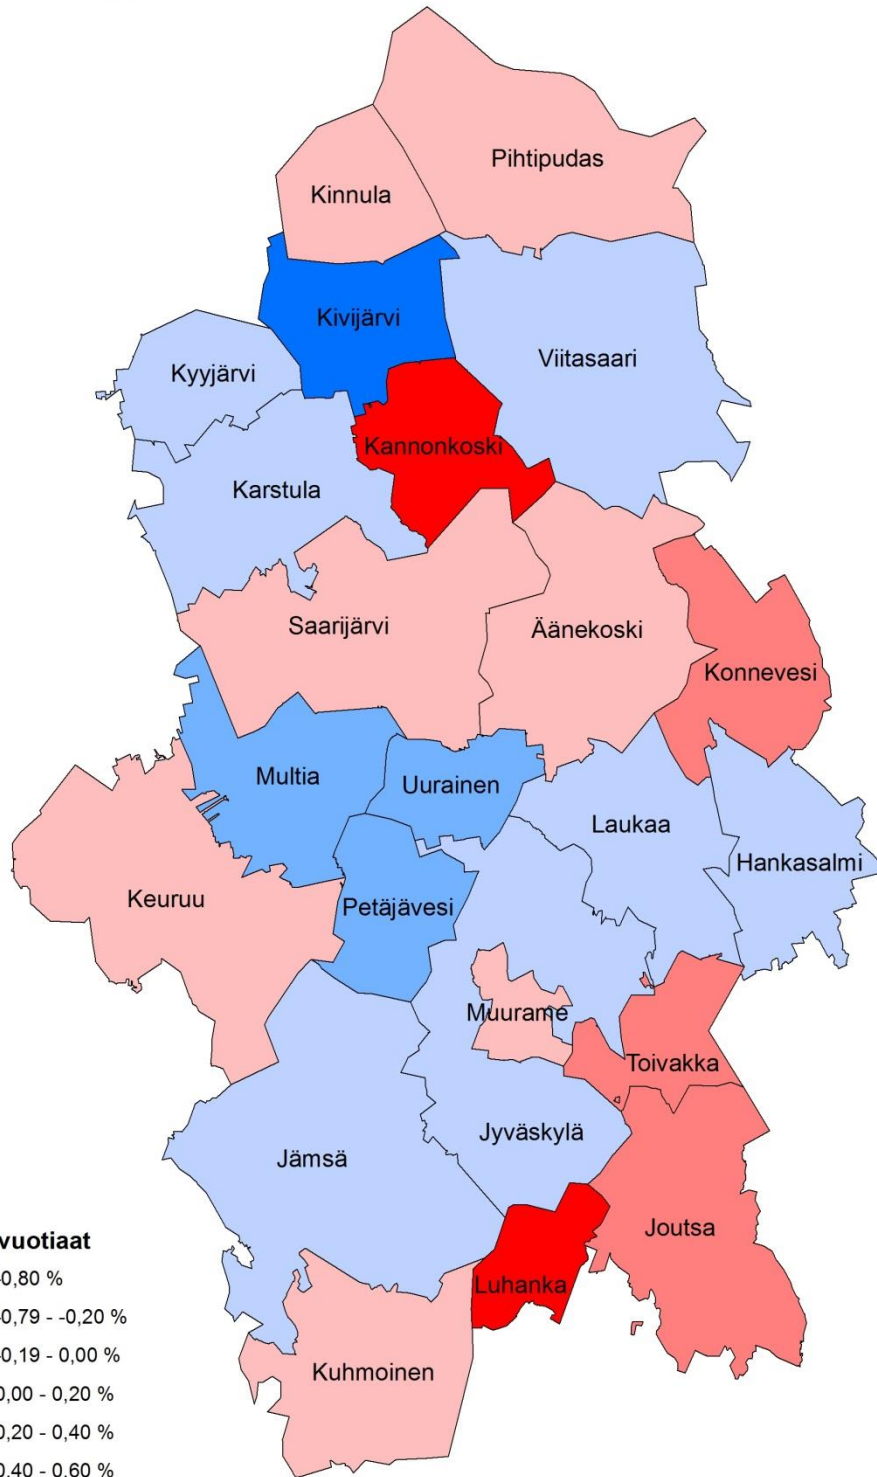 Pihtipudas
Kinnula
Kivijärvi
Viitasaari
Kyyjärvi
Kannonkoski
Karstula
Saarijärvi
Äänekoski
Konnevesi
Multia
Uurainen
Laukaa
Hankasalmi
Keuruu
Petäjävesi
Muurame
Toivakka
Jyväskylä
Jämsä
Joutsa
Luhanka
Kuhmoinen
vuotiaat
0,80 %
0,79 - -0,20 %
0,19 - 0,00 %
0,00 - 0,20 %
0,20 - 0,40 %
0,40 - 0,60 %